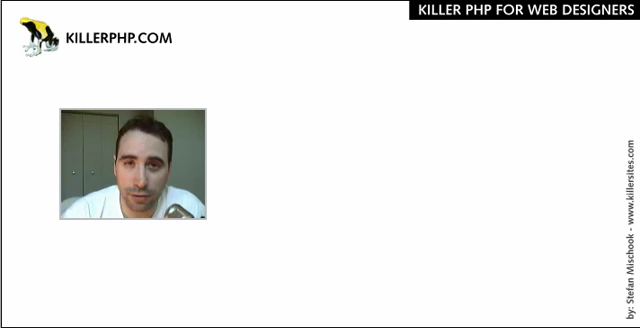 KILLER PHP FOR WEB DESIGNERS
KILLERPHP.COM
by: Stefan Mischook - www.killersites.com